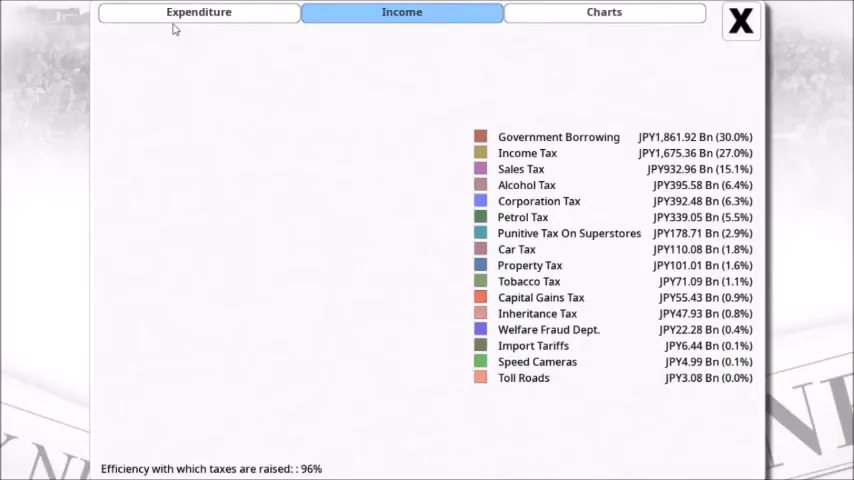 Expenditure
Income
Charts
X
Government Borrowing JPY1,861.92 Bn (30.0%)
Income Tax JPY1,675.36 Bn (27.0%)
Sales Tax JPY932.96 Bn (15.1%)
Alcohol Tax JPY395.58 Bn (6.4%)
Corporation Tax JPY392.48 Bn (6.3%)
Petrol Tax JPY339.05 Bn (5.5%)
Punitive Tax On Superstores JPY178.71 Bn (2.9%)
Car Tax JPY110.08 Bn (1.8%)
Property Tax JPY101.01 Bn (1.6%)
Tobacco Tax JPY71.09 Bn (1.1%)
Capital Gains Tax JPY55.43 Bn (0.9%)
Inheritance Tax JPY47.93 Bn (0.8%)
Welfare Fraud Dept. JPY22.28 Bn (0.4%)
Import Tariffs JPY6.44 Bn (0.1%)
Speed Cameras JPY4.99 Bn (0.1%)
Toll Roads JPY3.08 Bn (0.0%)
Efficiency with which taxes are raised: : 96%